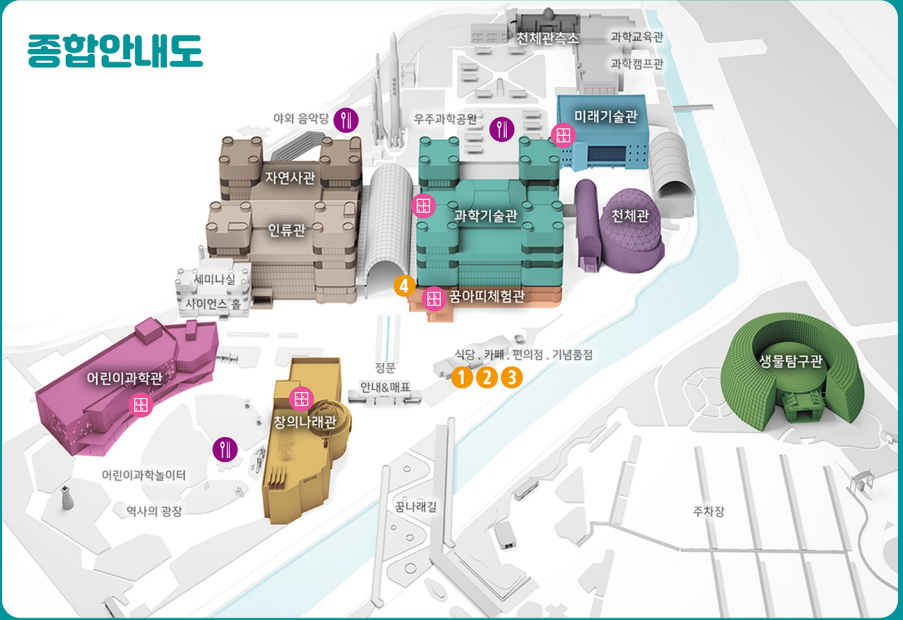 종합안내도
천체관측소
과학교육관
과학캠프관
야외 음악당
우주과학공원
미래기술관
자연사관
과학기술관
천체관
인류관
세미나실
사이언스 홀
4
꿈아띠체험관
정문
안내&매표
식당 . 카페 . 편의점 . 기념품점
1 2 3
생물탐구관
어린이과학관
창의나래관
어린이과학놀이터
역사의 광장
꿈나래길
주차장